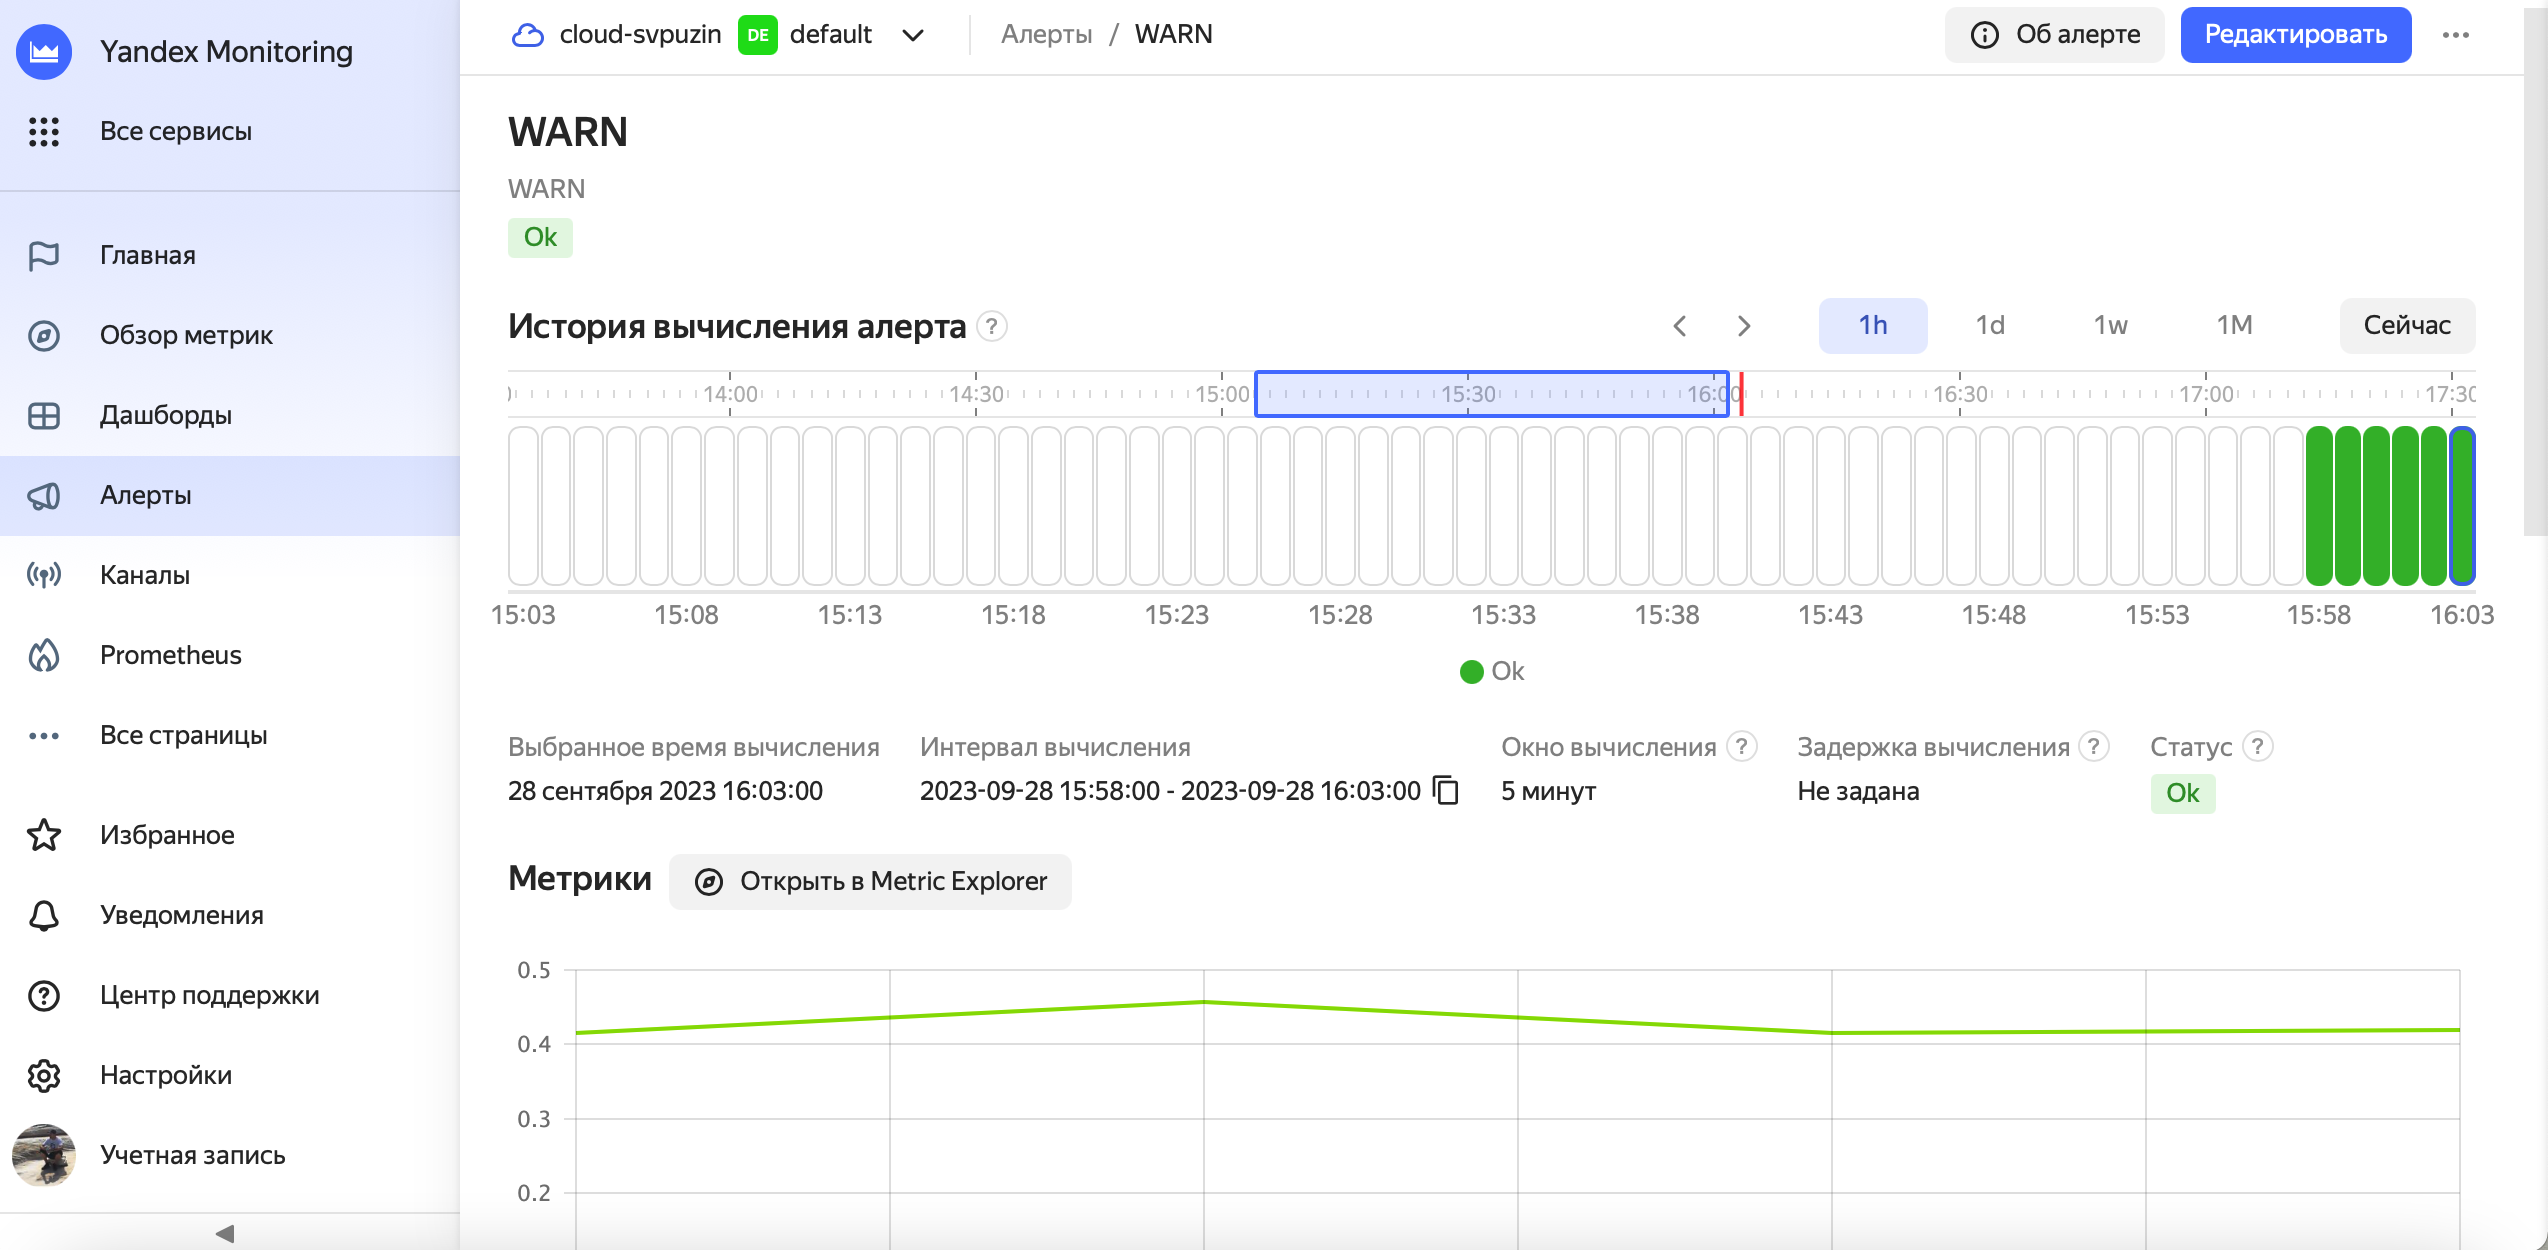 Yandex Monitoring
Все сервисы
Главная
Обзор метрик
Дашборды
Алерты
Каналы
Prometheus
Все страницы
Избранное
Уведомления
Центр поддержки
Настройки
Учетная запись
cloud-svpuzin DE default Алерты / WARN
Об алерте Редактировать
WARN
WARN
Ok
История вычисления алерта ?
1h 1d 1w 1M Сейчас
14:00 14:30 15:00 15:30 16:00 16:30 17:00 17:30
15:03 15:08 15:13 15:18 15:23 15:28 15:33 15:38 15:43 15:48 15:53 15:58 16:03
Ok
Выбранное время вычисления Интервал вычисления Окно вычисления ? Задержка вычисления ? Статус ?
28 сентября 2023 16:03:00 2023-09-28 15:58:00 - 2023-09-28 16:03:00 5 минут Не задана Ok
Метрики Открыть в Metric Explorer
0.5
0.4
0.3
0.2